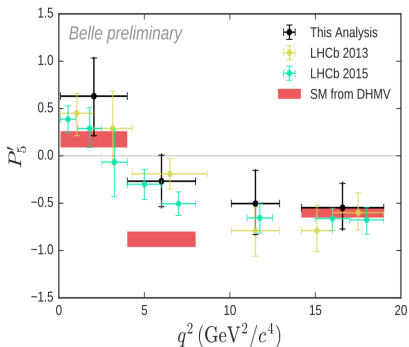 Belle preliminary
This Analysis
LHCb 2013
LHCb 2015
SM from DHMV
P′₅
1.5
1.0
0.5
0.0
−0.5
−1.0
−1.5
0 5 10 15 20
q² (GeV²/c⁴)